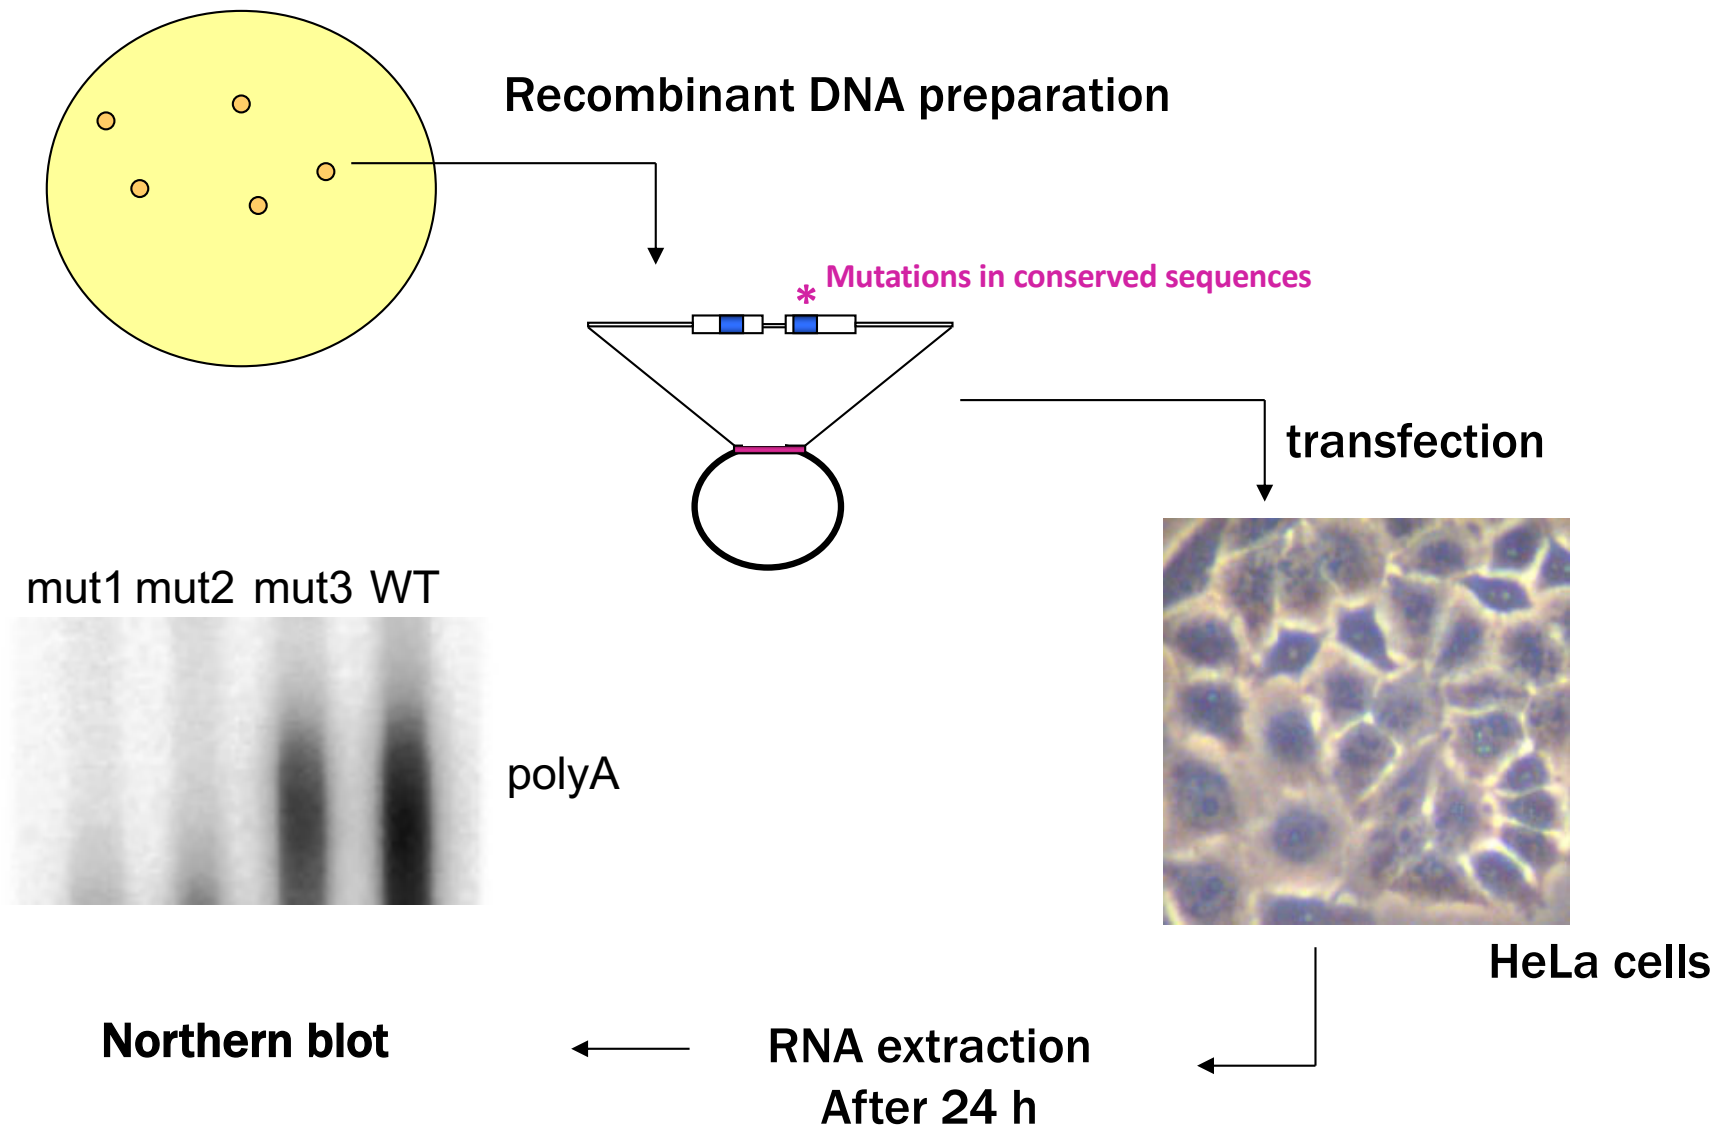 Recombinant DNA preparation
* Mutations in conserved sequences
transfection
mut1 mut2 mut3 WT
polyA
HeLa cells
Northern blot
RNA extraction
After 24 h